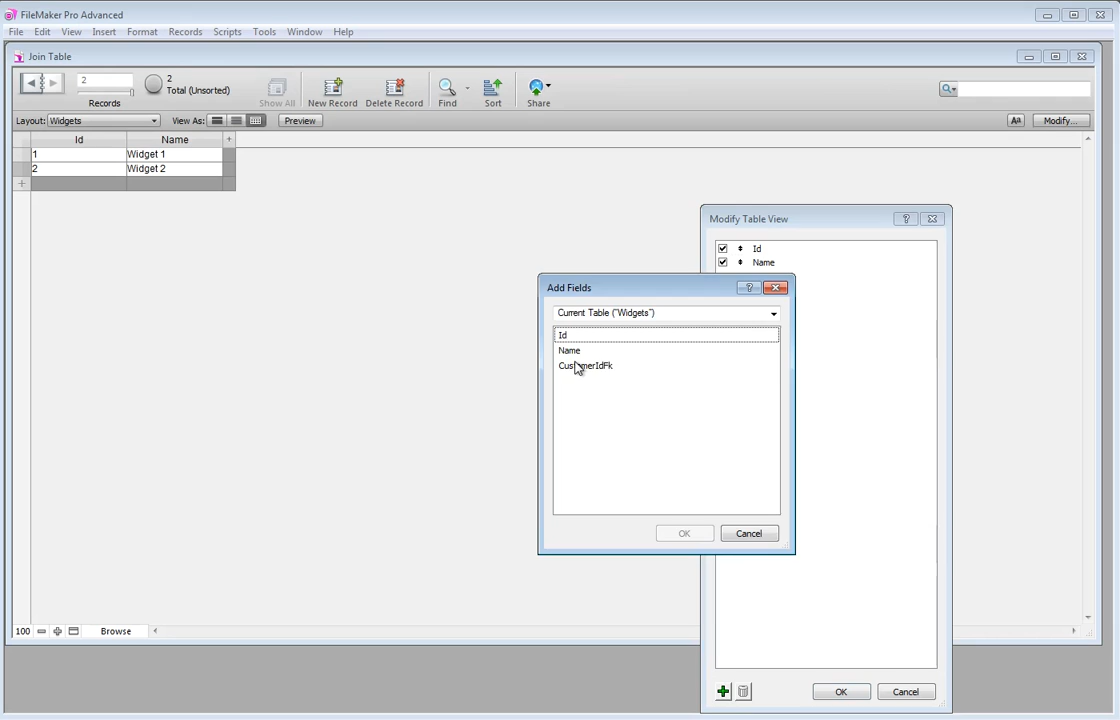 FileMaker Pro Advanced
File Edit View Insert Format Records Scripts Tools Window Help
Join Table
2
2
Total (Unsorted)
Records
Show All
New Record
Delete Record
Find
Sort
Share
Layout: Widgets
View As:
Preview
Aa
Modify...
Id Name +
1 Widget 1
2 Widget 2
+
Modify Table View
?
Id
Name
Add Fields
?
Current Table ("Widgets")
Id
Name
CustomerIdFk
OK Cancel
OK Cancel
100
Browse